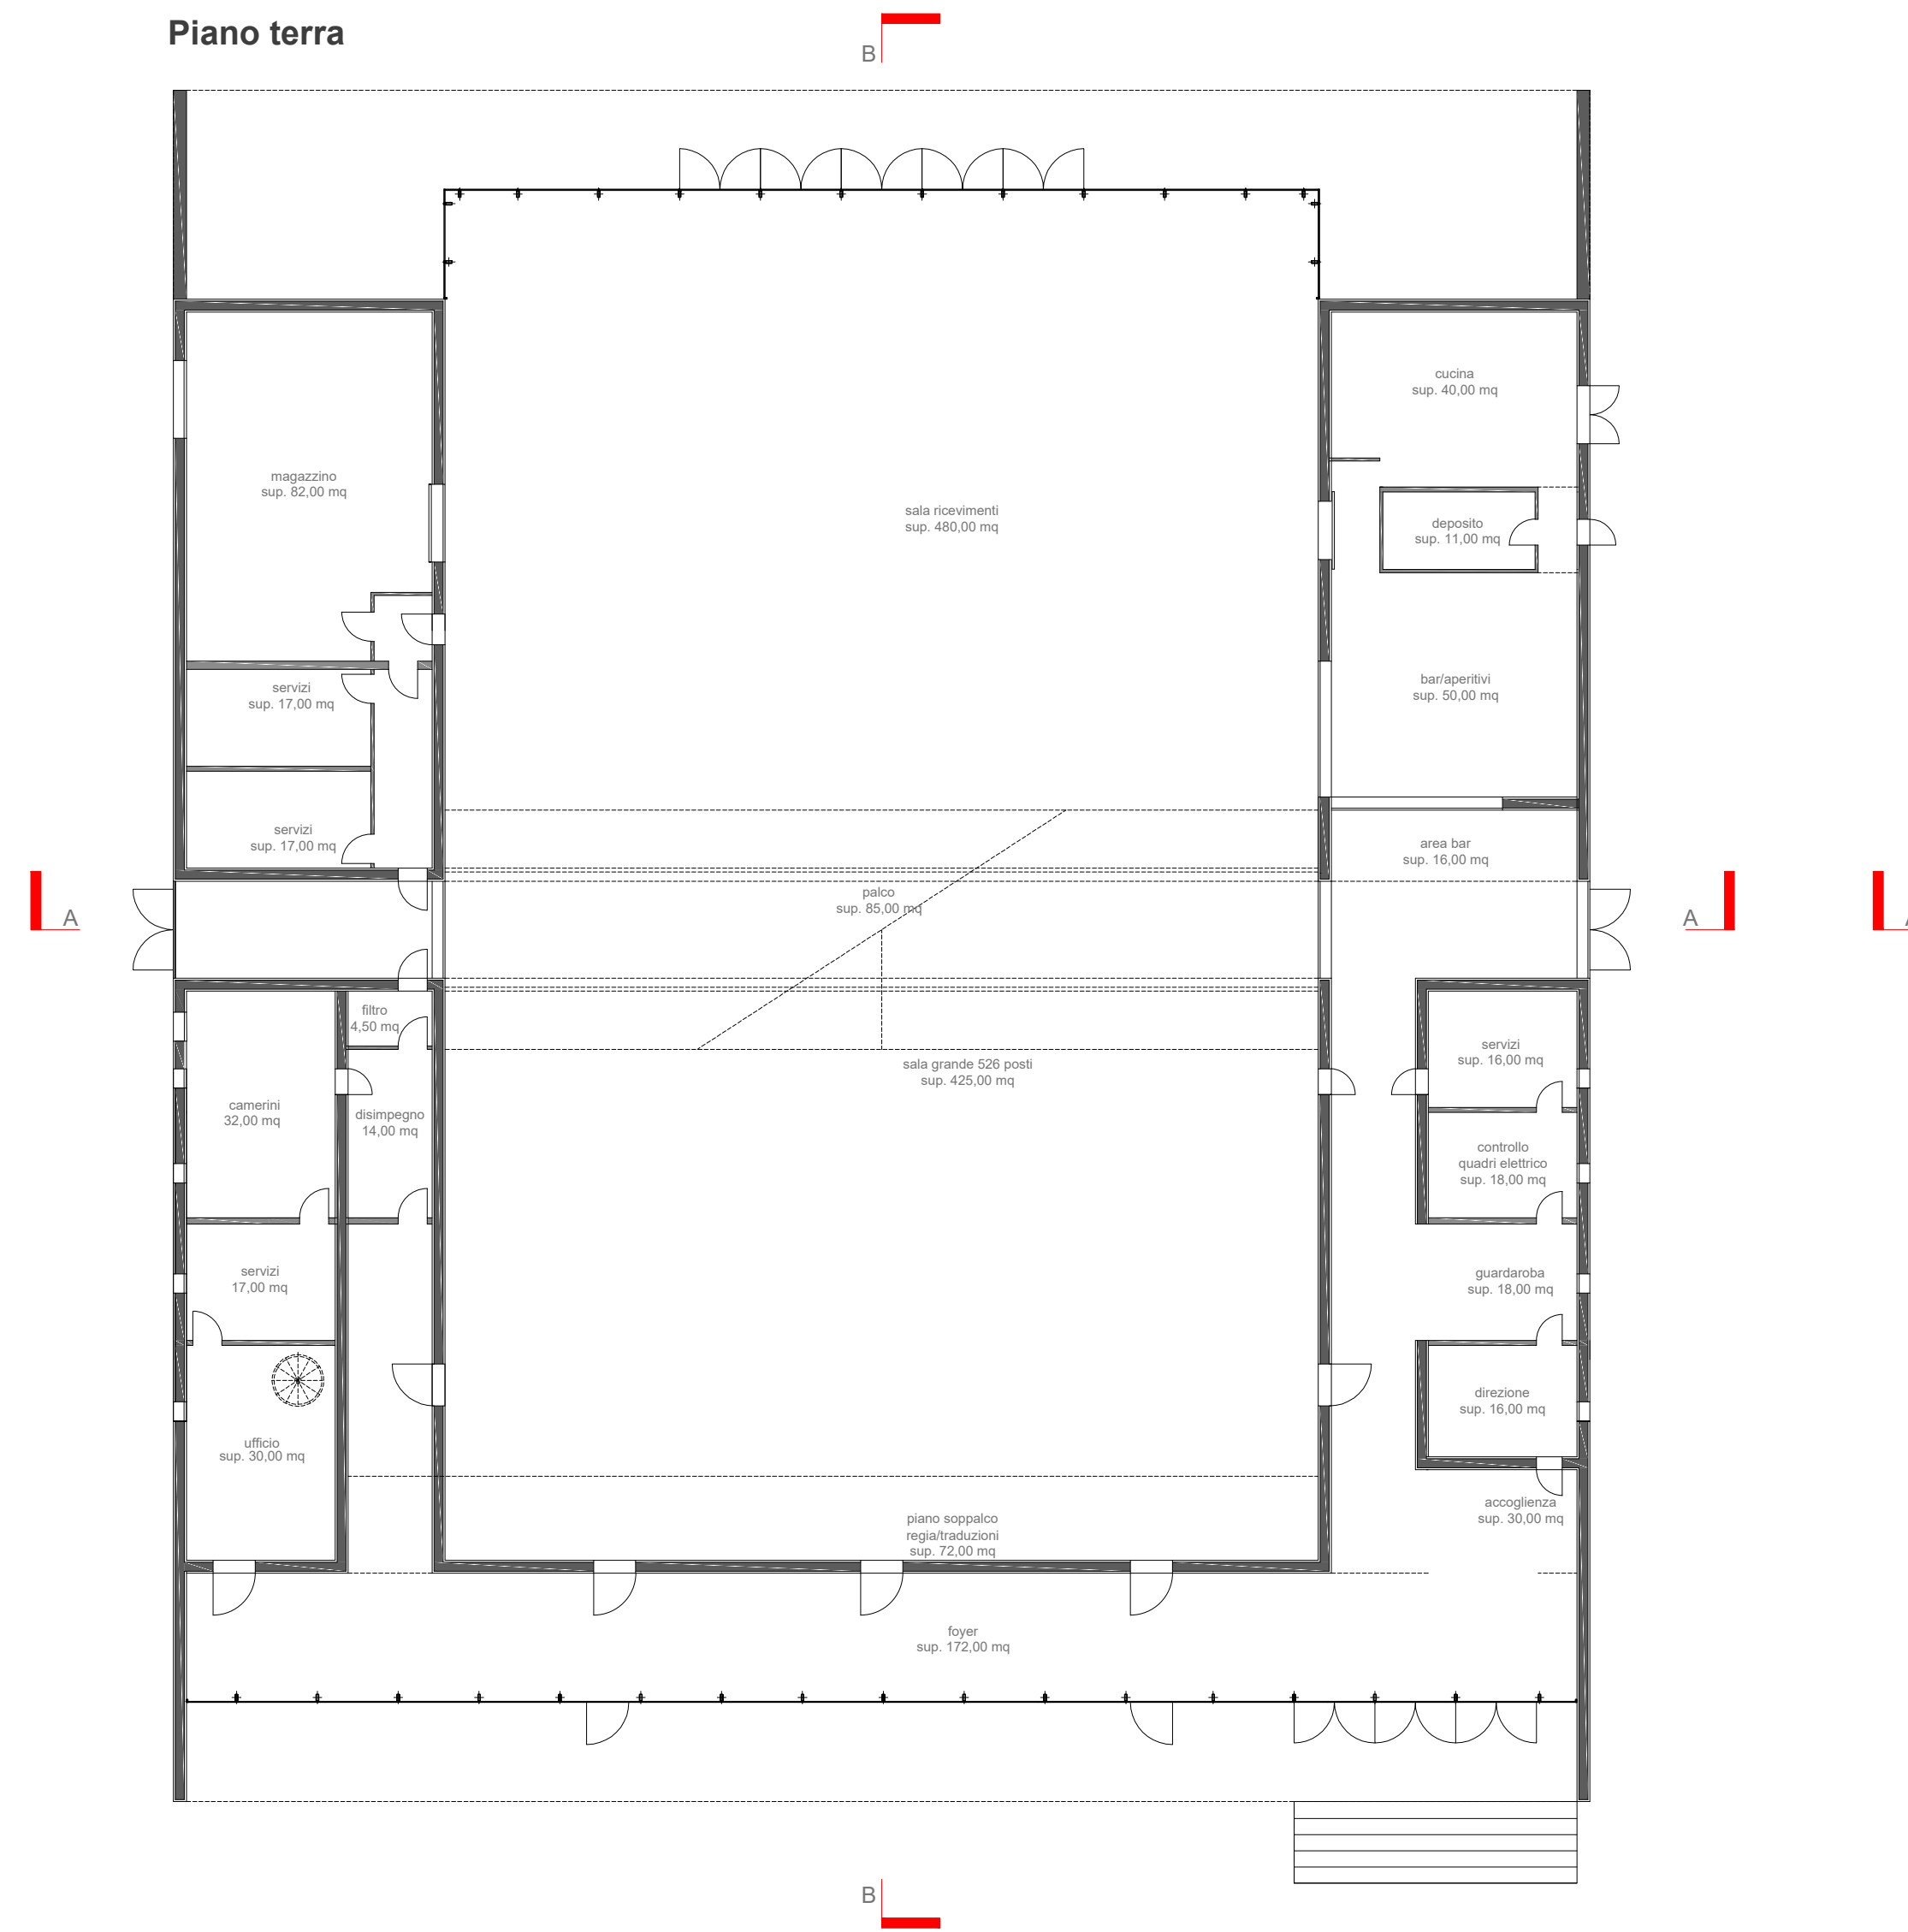 Piano terra
B
cucina
sup. 40,00 mq
magazzino
sup. 82,00 mq
sala ricevimenti
sup. 480,00 mq
deposito
sup. 11,00 mq
servizi
sup. 17,00 mq
bar/aperitivi
sup. 50,00 mq
servizi
sup. 17,00 mq
area bar
sup. 16,00 mq
palco
sup. 85,00 mq
A
A
filtro
4,50 mq
sala grande 526 posti
sup. 425,00 mq
servizi
sup. 16,00 mq
camerini
32,00 mq
disimpegno
14,00 mq
controllo
quadri elettrico
sup. 18,00 mq
servizi
17,00 mq
guardaroba
sup. 18,00 mq
direzione
sup. 16,00 mq
ufficio
sup. 30,00 mq
accoglienza
sup. 30,00 mq
piano soppalco
regia/traduzioni
sup. 72,00 mq
foyer
sup. 172,00 mq
B